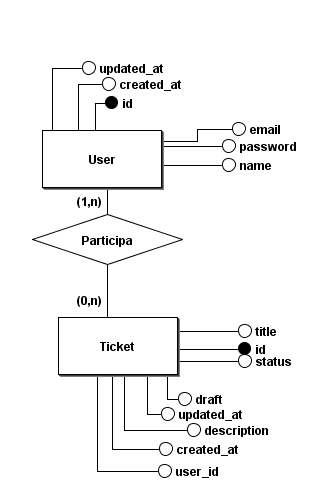 updated_at
created_at
id
email
User
password
name
(1,n)
Participa
(0,n)
title
Ticket
id
status
draft
updated_at
description
created_at
user_id